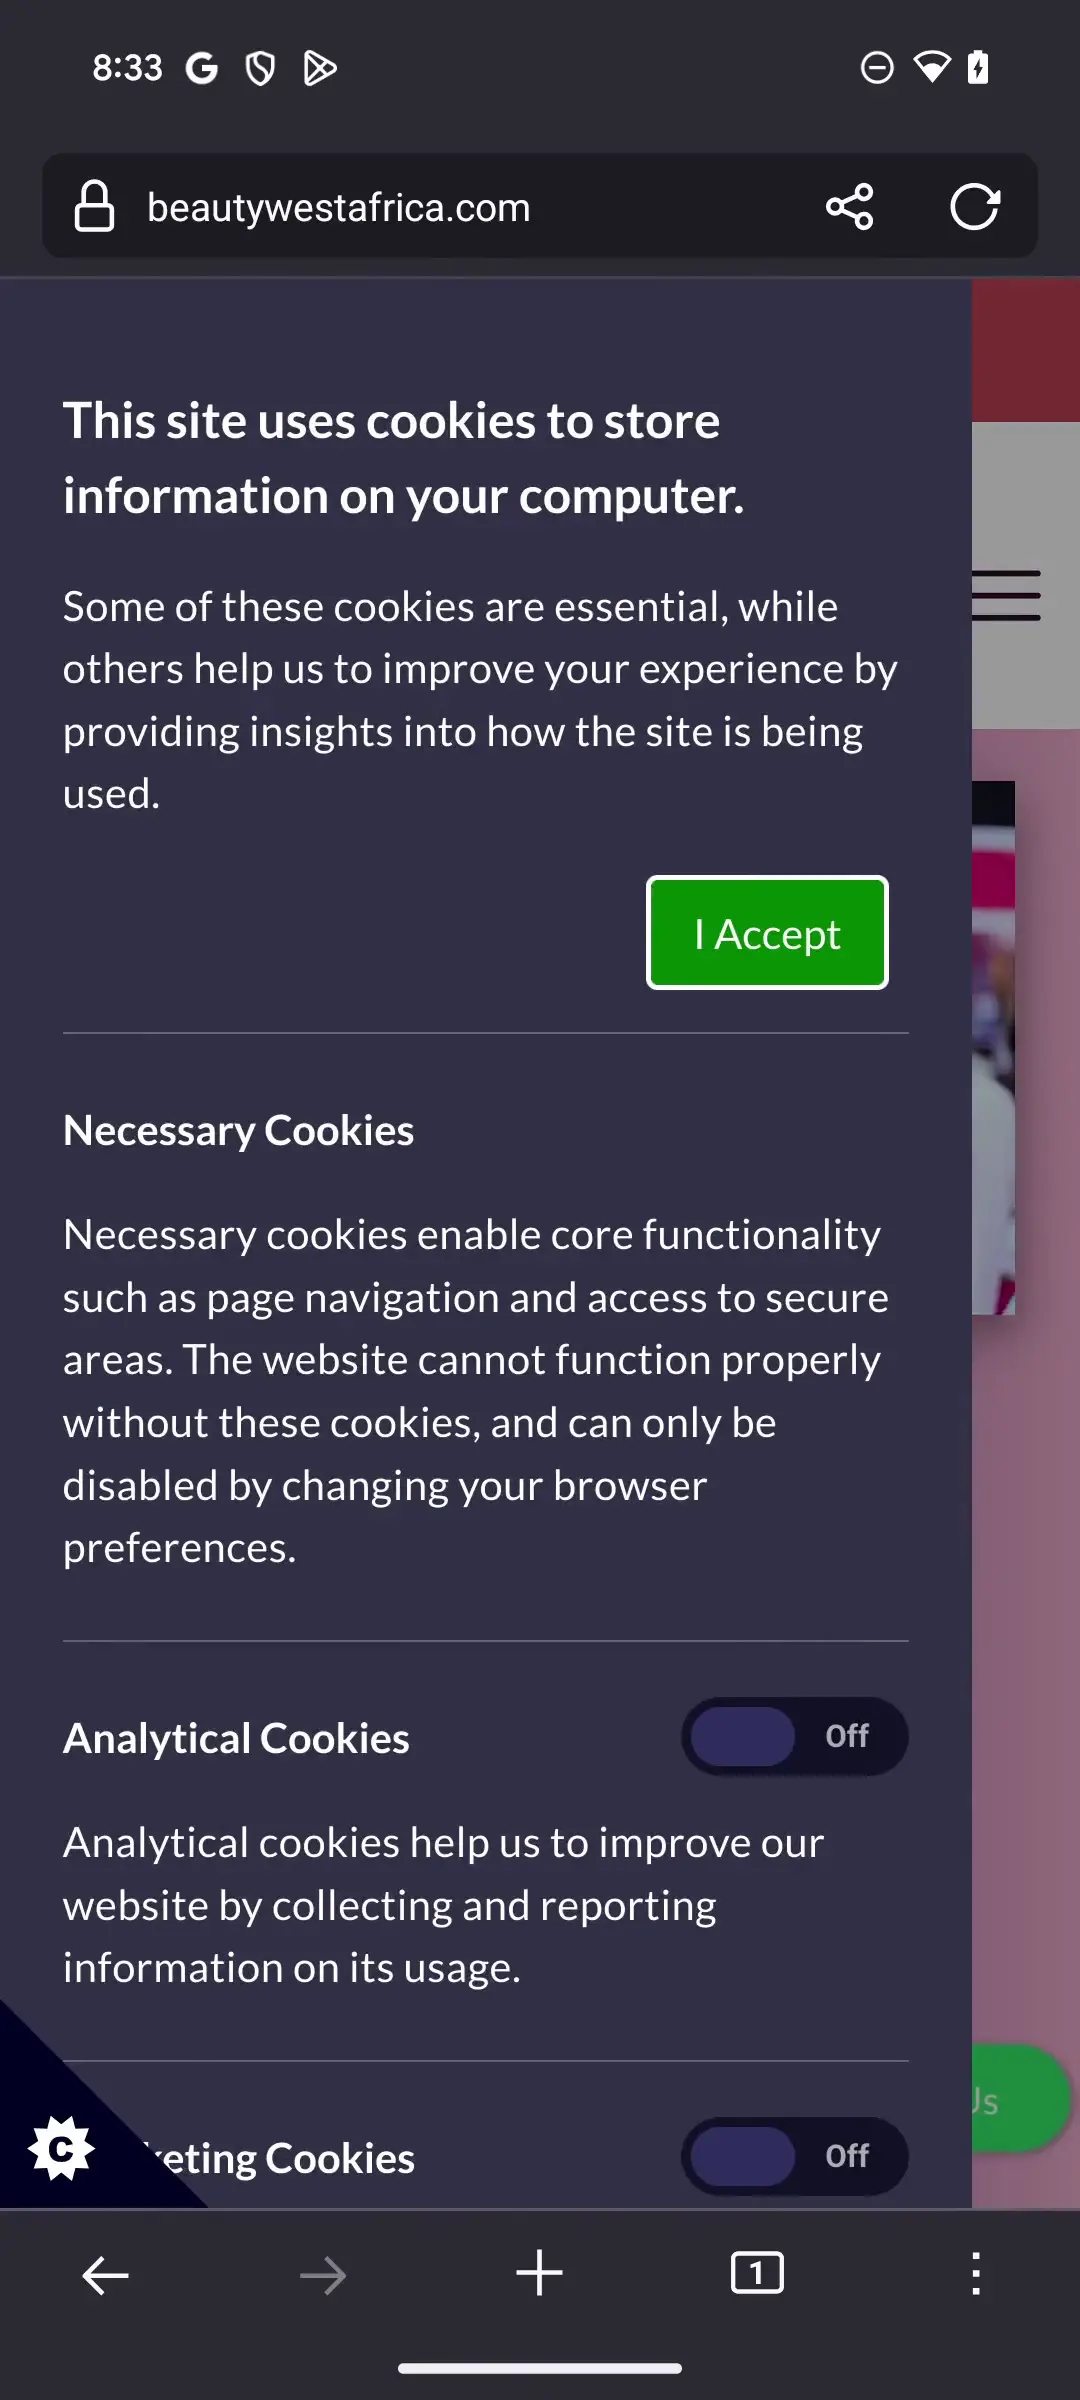 8:33
beautywestafrica.com
This site uses cookies to store
information on your computer.
Some of these cookies are essential, while
others help us to improve your experience by
providing insights into how the site is being
used.
I Accept
Necessary Cookies
Necessary cookies enable core functionality
such as page navigation and access to secure
areas. The website cannot function properly
without these cookies, and can only be
disabled by changing your browser
preferences.
Analytical Cookies
Off
Analytical cookies help us to improve our
website by collecting and reporting
information on its usage.
Us
C
keting Cookies
Off
1